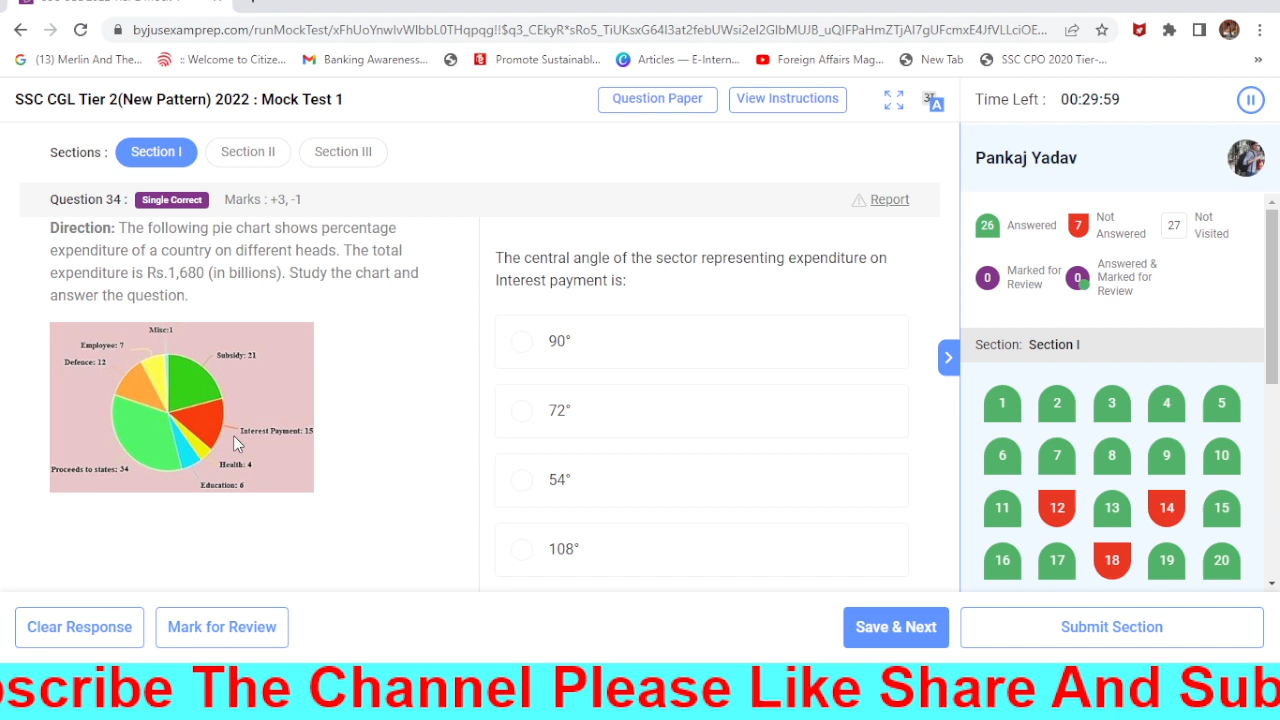 byjusexamprep.com/runMockTest/xFhUoYnwlvWlbbL0THqpqg!!$q3_CEkyR*sRo5_TiUKsxG64I3at2febUWsi2eI2GlbMUJ8_uQIFPaHmZTjAI7gUFcmxE4JfVLLciOE...
(13) Merlin And The...
:: Welcome to Citize...
Banking Awareness...
Promote Sustainabl...
Articles — E-Intern...
Foreign Affairs Mag...
New Tab
SSC CPO 2020 Tier-...
»
SSC CGL Tier 2(New Pattern) 2022 : Mock Test 1
Question Paper
View Instructions
Time Left : 00:29:59
Sections : Section I Section II Section III
Pankaj Yadav
Question 34 : Single Correct Marks : +3, -1
Report
Direction: The following pie chart shows percentage
expenditure of a country on different heads. The total
expenditure is Rs.1,680 (in billions). Study the chart and
answer the question.
Misc:1
Employee: 7
Subsidy: 21
Defence: 12
Interest Payment: 15
Health: 4
Proceeds to states: 34
Education: 6
The central angle of the sector representing expenditure on
Interest payment is:
90°
72°
54°
108°
26 Answered
7 Not
Answered
27 Not
Visited
0 Marked for
Review
0 Answered &
Marked for
Review
Section: Section I
1 2 3 4 5
6 7 8 9 10
11 12 13 14 15
16 17 18 19 20
Clear Response
Mark for Review
Save & Next
Submit Section
bscribe The Channel Please Like Share And Sub